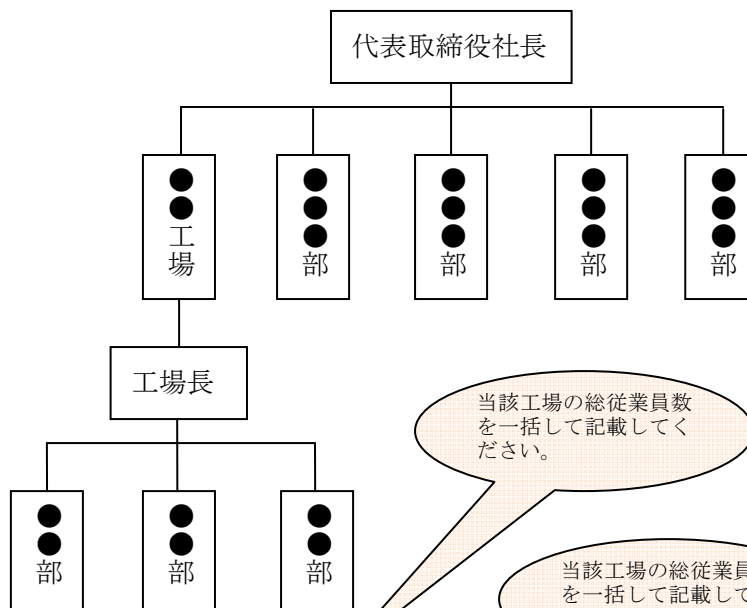 代表取締役社長
●●工場
●●●部
●●●部
●●●部
●●●部
工場長
当該工場の総従業員数
を一括して記載してく
ださい。
●●部
●●部
●●部
当該工場の総従業員
を一括して記載して